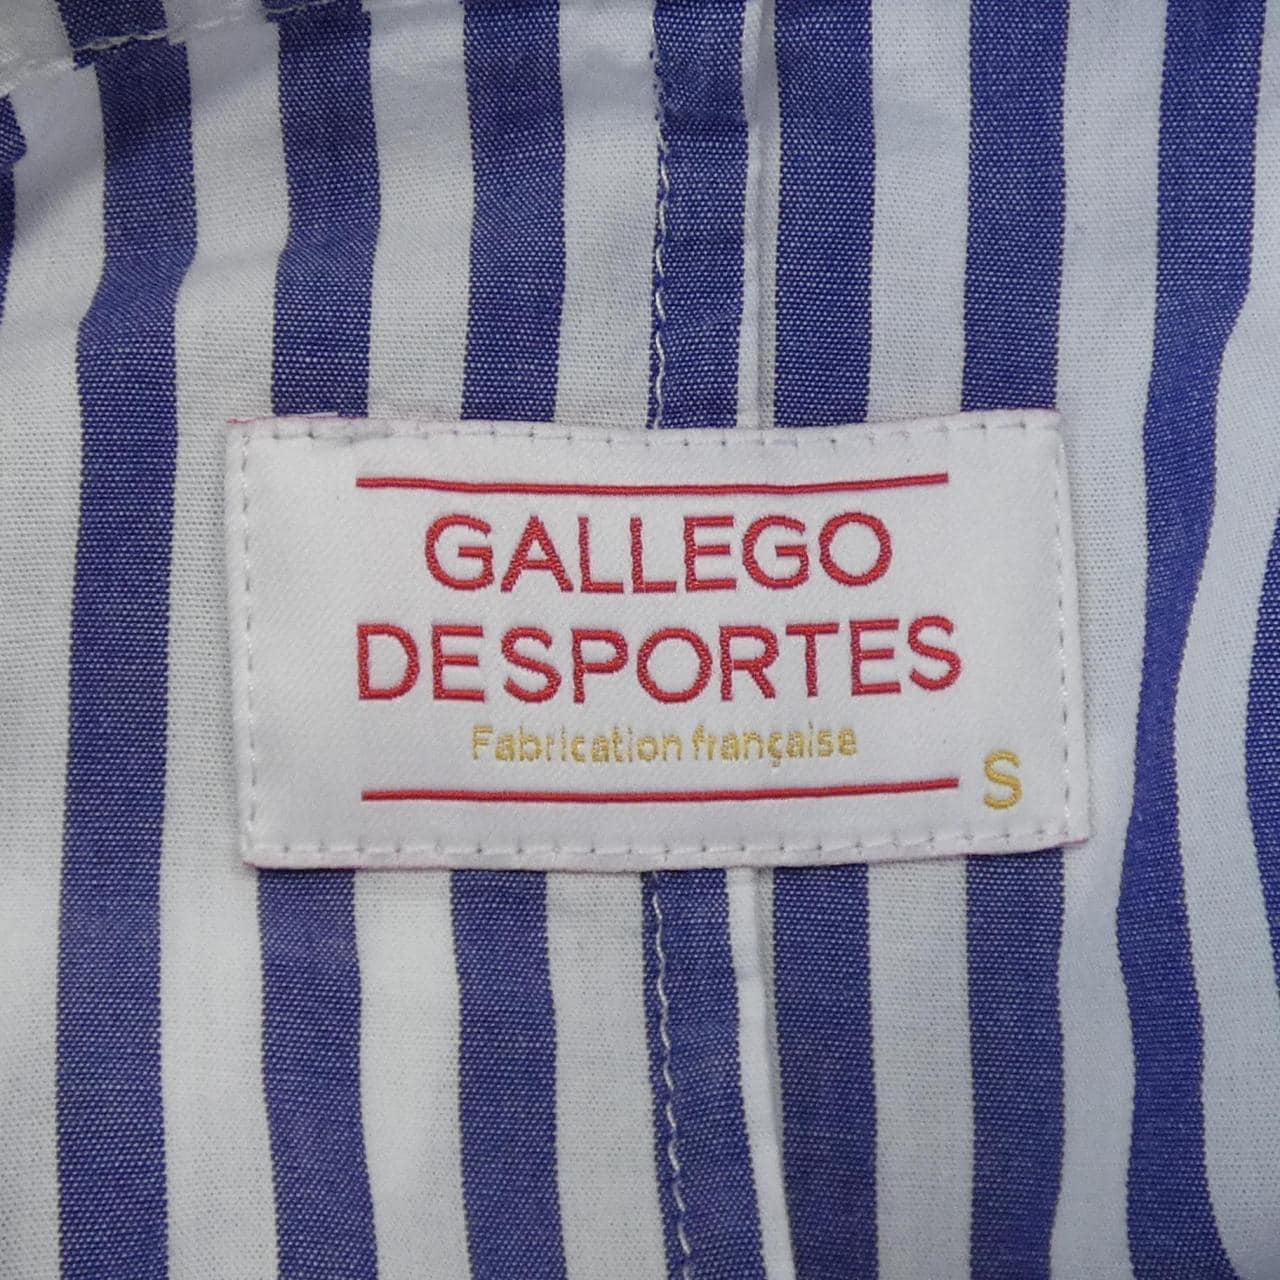 GALLEGO
DESPORTES
Fabrication française
S